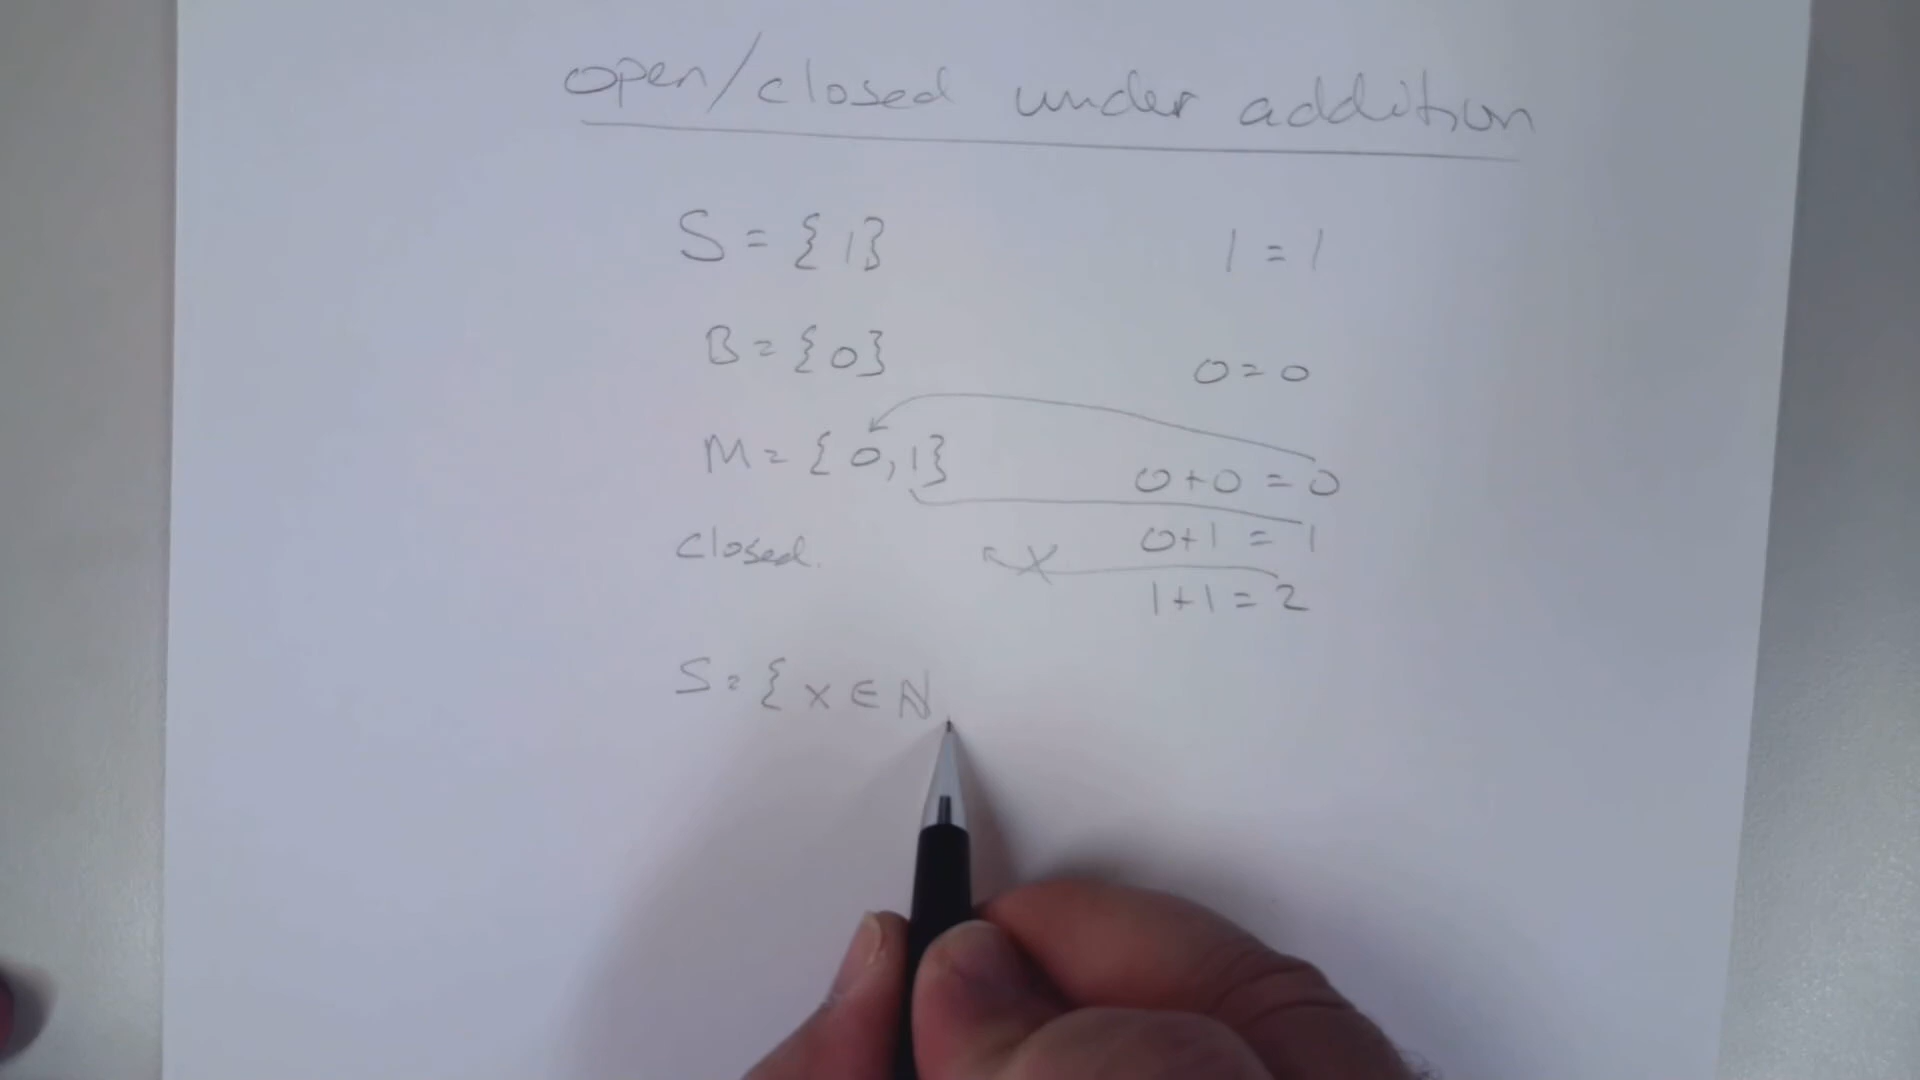 open/closed under addition
S = { 1} 1 = 1
B = {0} 0 = 0
M = { 0, 1} 0+0 = 0
closed. 0+1 = 1
1+1 = 2
S = { x ∈ ℕ